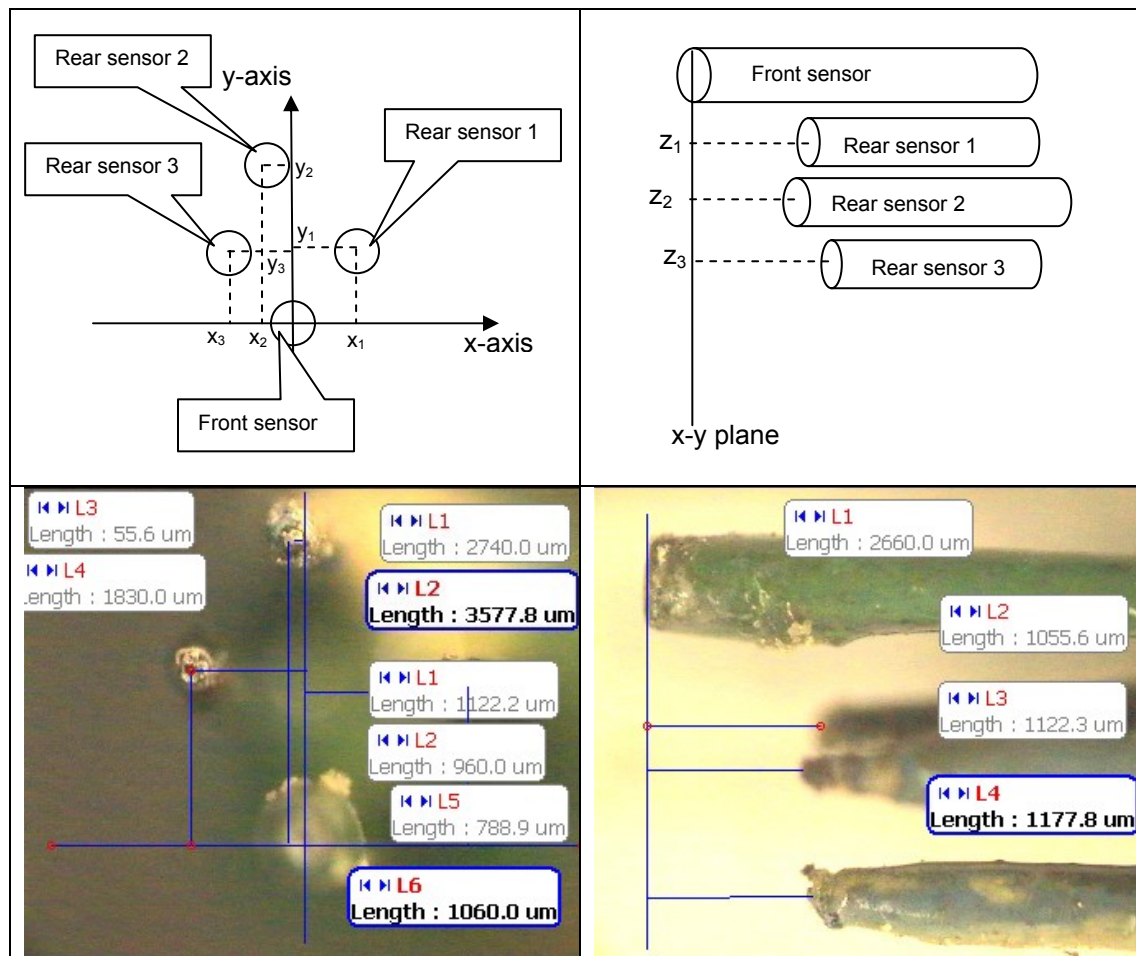 Rear sensor 2
y-axis
Rear sensor 1
Rear sensor 3
y₂
y₁
y₃
x₃
x₂
x₁
x-axis
Front sensor
Front sensor
z₁
Rear sensor 1
z₂
Rear sensor 2
z₃
Rear sensor 3
x-y plane
L3
Length : 55.6 um
L4
Length : 1830.0 um
L1
Length : 2740.0 um
L2
Length : 3577.8 um
L1
Length : 1122.2 um
L2
Length : 960.0 um
L5
Length : 788.9 um
L6
Length : 1060.0 um
L1
Length : 2660.0 um
L2
Length : 1055.6 um
L3
Length : 1122.3 um
L4
Length : 1177.8 um